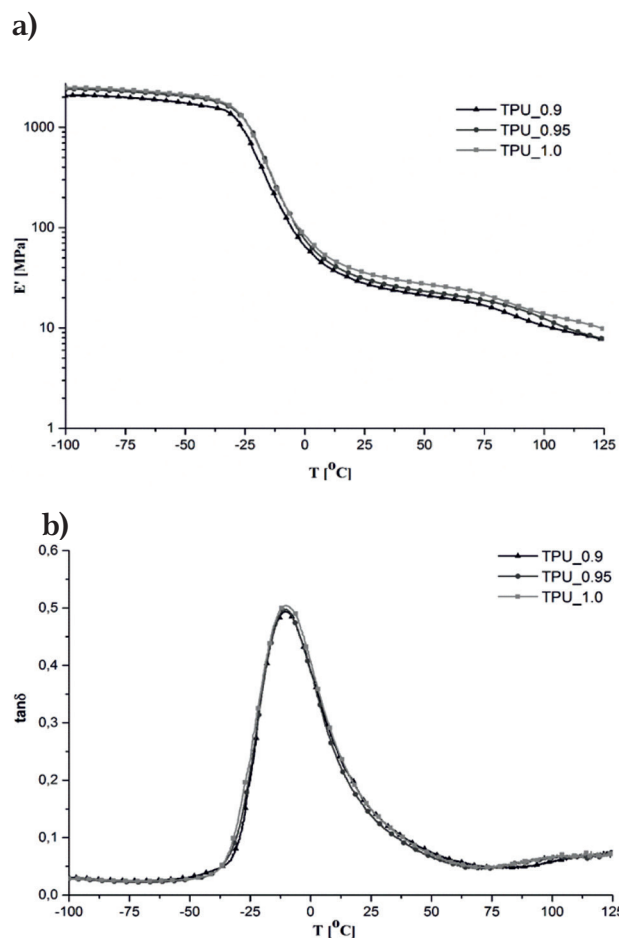 a)
TPU_0.9
TPU_0.95
TPU_1.0
1000
100
10
1
E' [MPa]
-100 -75 -50 -25 0 25 50 75 100 125
T [°C]
b)
0,6
TPU_0.9
TPU_0.95
TPU_1.0
0,5
0,4
0,3
0,2
0,1
0,0
tanδ
-100 -75 -50 -25 0 25 50 75 100 125
T [°C]